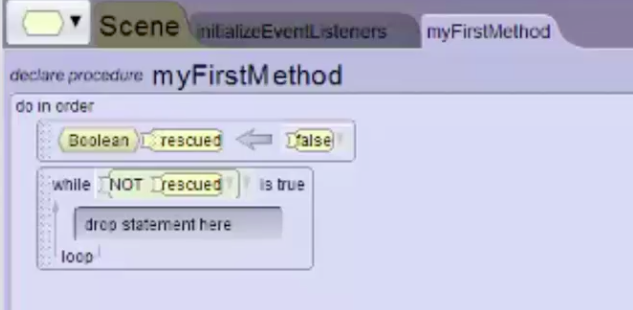 Scene initializeEventListeners myFirstMethod
declare procedure myFirstMethod
do in order
Boolean rescued false
while NOT rescued is true
drop statement here
loop